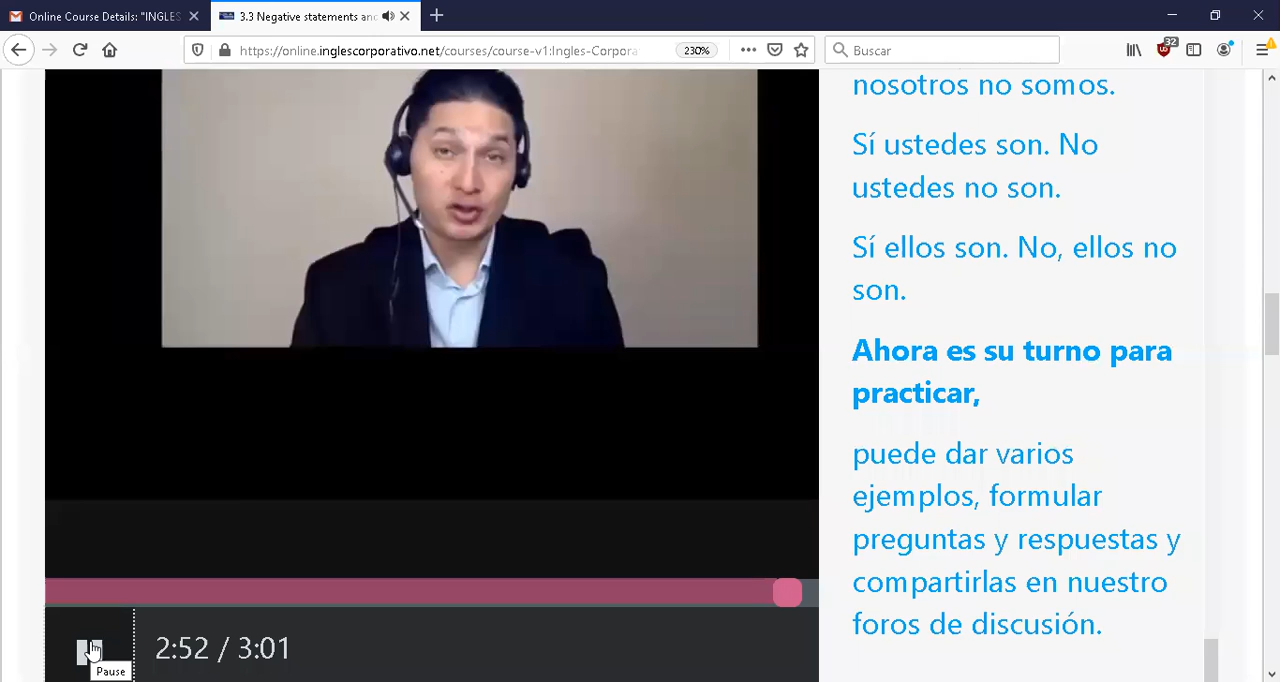 Online Course Details: "INGLES
3.3 Negative statements and
https://online.inglescorporativo.net/courses/course-v1:Ingles-Corpora
230%
Buscar
32
nosotros no somos.
Sí ustedes son. No
ustedes no son.
Sí ellos son. No, ellos no
son.
Ahora es su turno para
practicar,
puede dar varios
ejemplos, formular
preguntas y respuestas y
compartirlas en nuestro
foros de discusión.
2:52 / 3:01
Pause